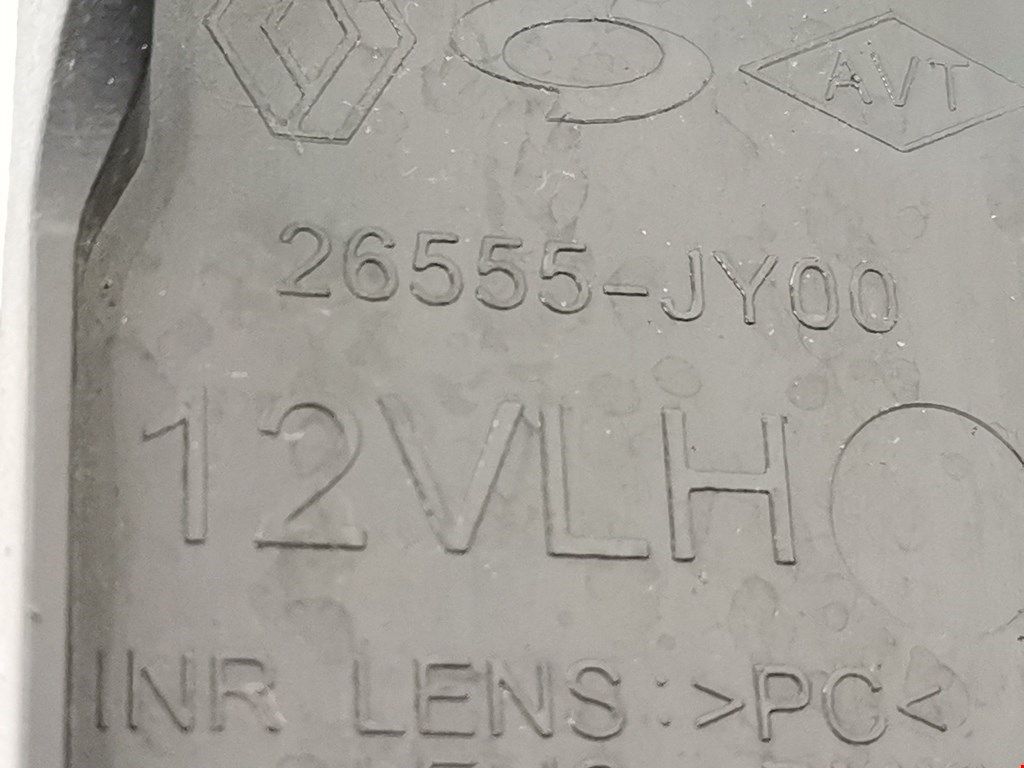 AVT
26555-JY00
12VLH
INR LENS:>PC<